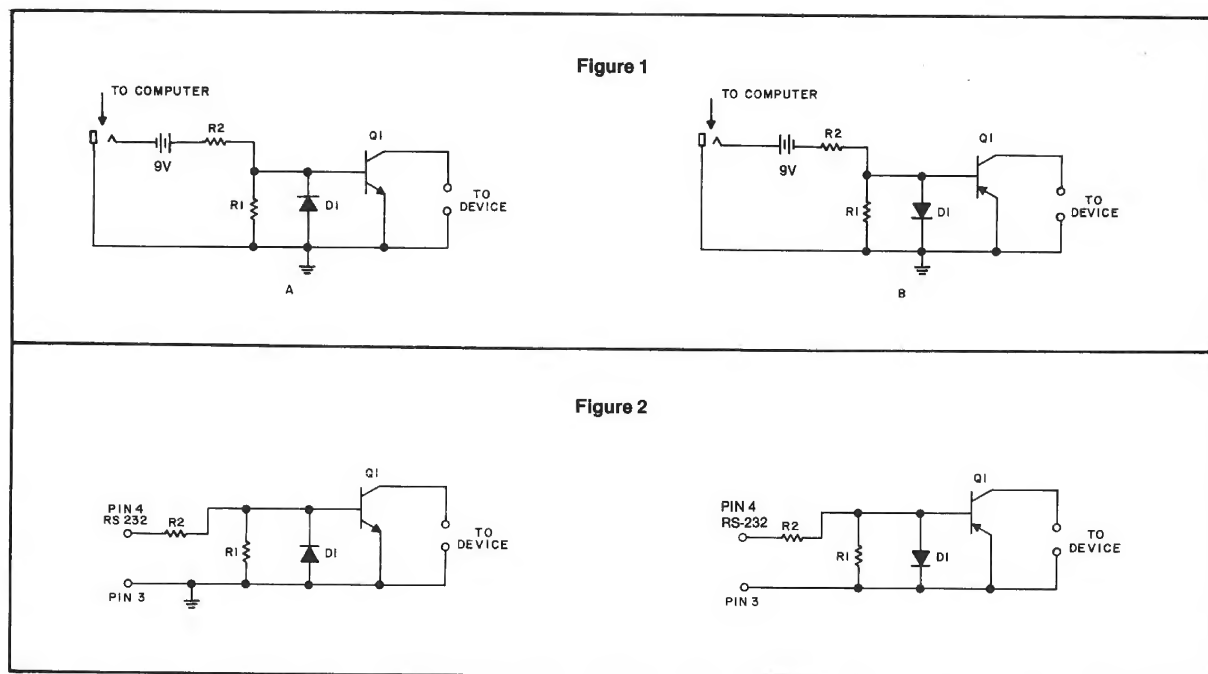 Figure 1
TO COMPUTER
R2
9V
Q1
R1
D1
TO
DEVICE
A
TO COMPUTER
R2
9V
Q1
R1
D1
TO
DEVICE
B
Figure 2
PIN 4
RS 232
R2
Q1
R1
D1
TO
DEVICE
PIN 3
PIN 4
RS-232
R2
Q1
R1
D1
TO
DEVICE
PIN 3